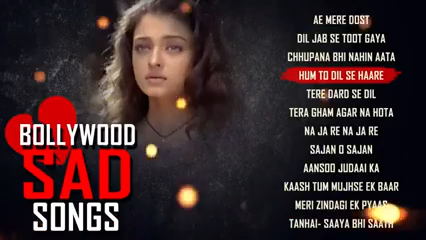 BOLLYWOOD
SAD
SONGS
AE MERE DOST
DIL JAB SE TOOT GAYA
CHHUPANA BHI NAHIN AATA
HUM TO DIL SE HAARE
TERE DARD SE DIL
TERA GHAM AGAR NA HOTA
NA JA RE NA JA RE
SAJAN O SAJAN
AANSOO JUDAAI KA
KAASH TUM MUJHSE EK BAAR
MERI ZINDAGI EK PYAAS
TANHAI- SAAYA BHI SAATH